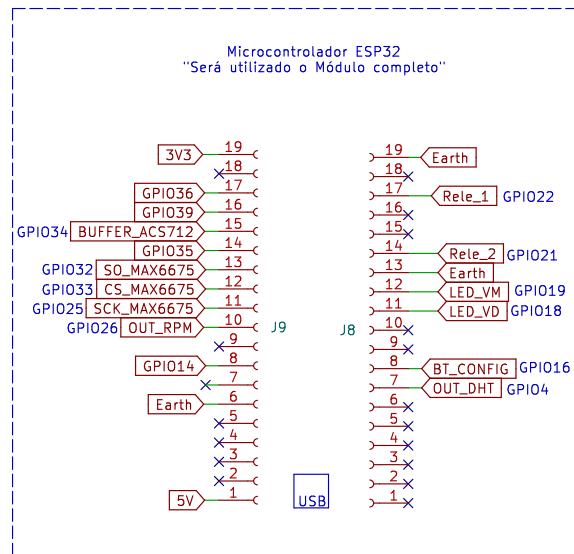 Microcontrolador ESP32
"Será utilizado o Módulo completo"
3V3 19
18
GPIO36 17
GPIO39 16
GPIO34 BUFFER_ACS712 15
GPIO35 14
GPIO32 SO_MAX6675 13
GPIO33 CS_MAX6675 12
GPIO25 SCK_MAX6675 11
GPIO26 OUT_RPM 10
J9
9
GPIO14 8
7
Earth 6
5
4
3
2
5V 1
19 Earth
18
17 Rele_1 GPIO22
16
15
14 Rele_2 GPIO21
13 Earth
12 LED_VM GPIO19
11 LED_VD GPIO18
J8 10
9
8 BT_CONFIG GPIO16
7 OUT_DHT GPIO4
6
5
4
3
2
1
USB